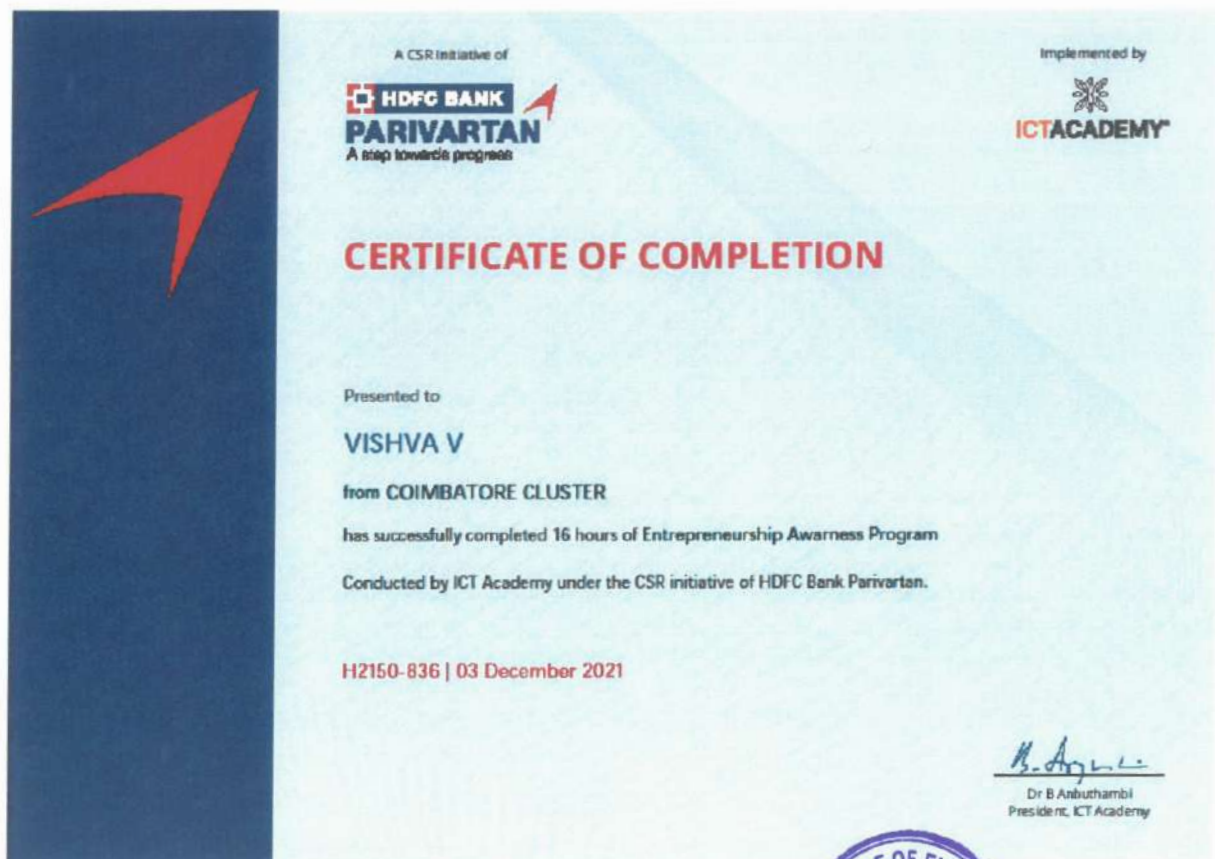 A CSR Initiative of
HDFC BANK
PARIVARTAN
A step towards progress
Implemented by
ICTACADEMY
CERTIFICATE OF COMPLETION
Presented to
VISHVA V
from COIMBATORE CLUSTER
has successfully completed 16 hours of Entrepreneurship Awarness Program
Conducted by ICT Academy under the CSR initiative of HDFC Bank Parivartan.
H2150-836 | 03 December 2021
Dr B Anbuthambi
President, ICT Academy
OF